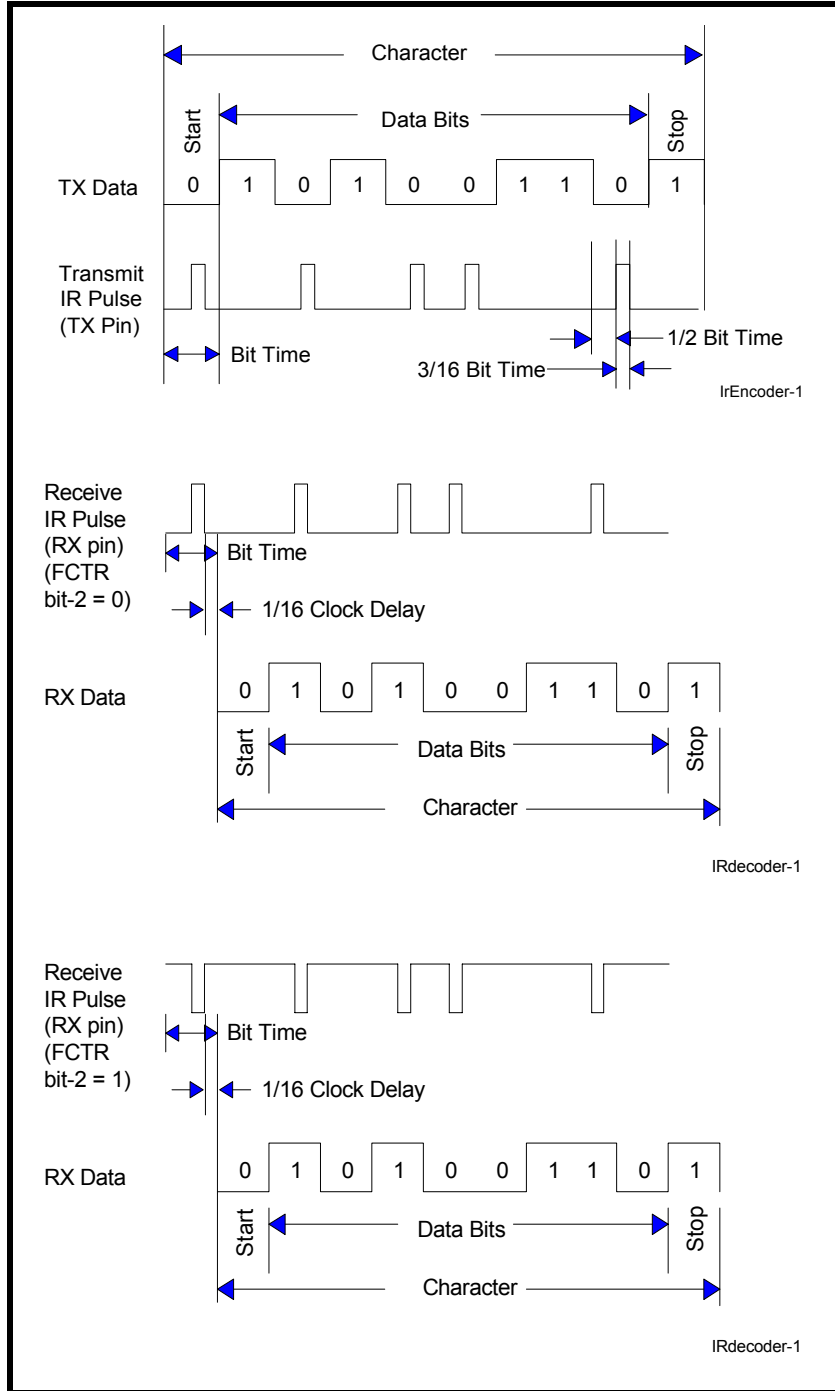 Character
Start
Data Bits
Stop
TX Data
0 1 0 1 0 0 1 1 0 1
Transmit
IR Pulse
(TX Pin)
Bit Time
1/2 Bit Time
3/16 Bit Time
IrEncoder-1
Receive
IR Pulse
(RX pin)
(FCTR
bit-2 = 0)
Bit Time
1/16 Clock Delay
RX Data
0 1 0 1 0 0 1 1 0 1
Start
Data Bits
Stop
Character
IRdecoder-1
Receive
IR Pulse
(RX pin)
(FCTR
bit-2 = 1)
Bit Time
1/16 Clock Delay
RX Data
0 1 0 1 0 0 1 1 0 1
Start
Data Bits
Stop
Character
IRdecoder-1